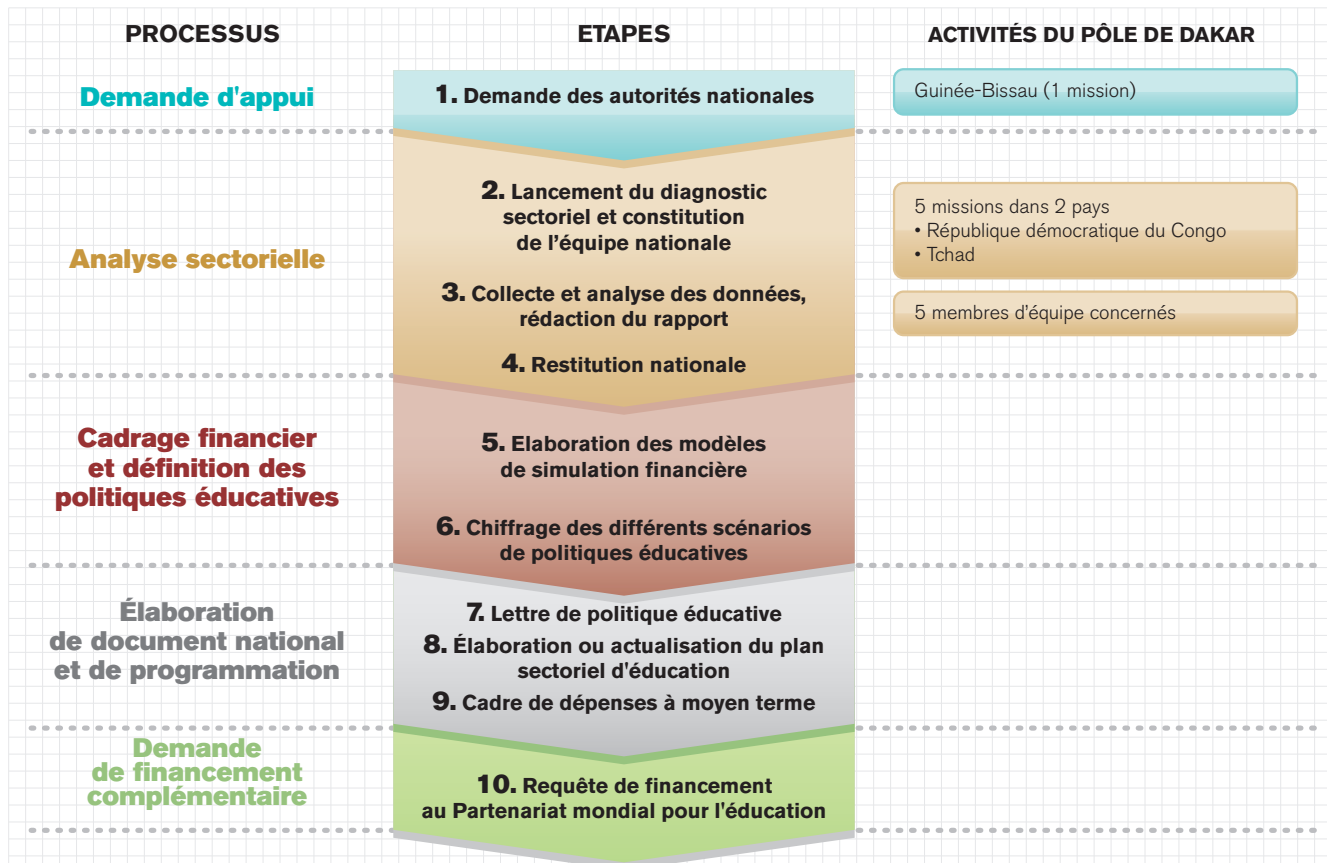 PROCESSUS
ETAPES
ACTIVITÉS DU PÔLE DE DAKAR
Demande d'appui
1. Demande des autorités nationales
Guinée-Bissau (1 mission)
Analyse sectorielle
2. Lancement du diagnostic
sectoriel et constitution
de l’équipe nationale
3. Collecte et analyse des données,
rédaction du rapport
4. Restitution nationale
5 missions dans 2 pays
• République démocratique du Congo
• Tchad
5 membres d'équipe concernés
Cadrage financier
et définition des
politiques éducatives
5. Elaboration des modèles
de simulation financière
6. Chiffrage des différents scénarios
de politiques éducatives
Élaboration
de document national
et de programmation
7. Lettre de politique éducative
8. Élaboration ou actualisation du plan
sectoriel d'éducation
9. Cadre de dépenses à moyen terme
Demande
de financement
complémentaire
10. Requête de financement
au Partenariat mondial pour l'éducation